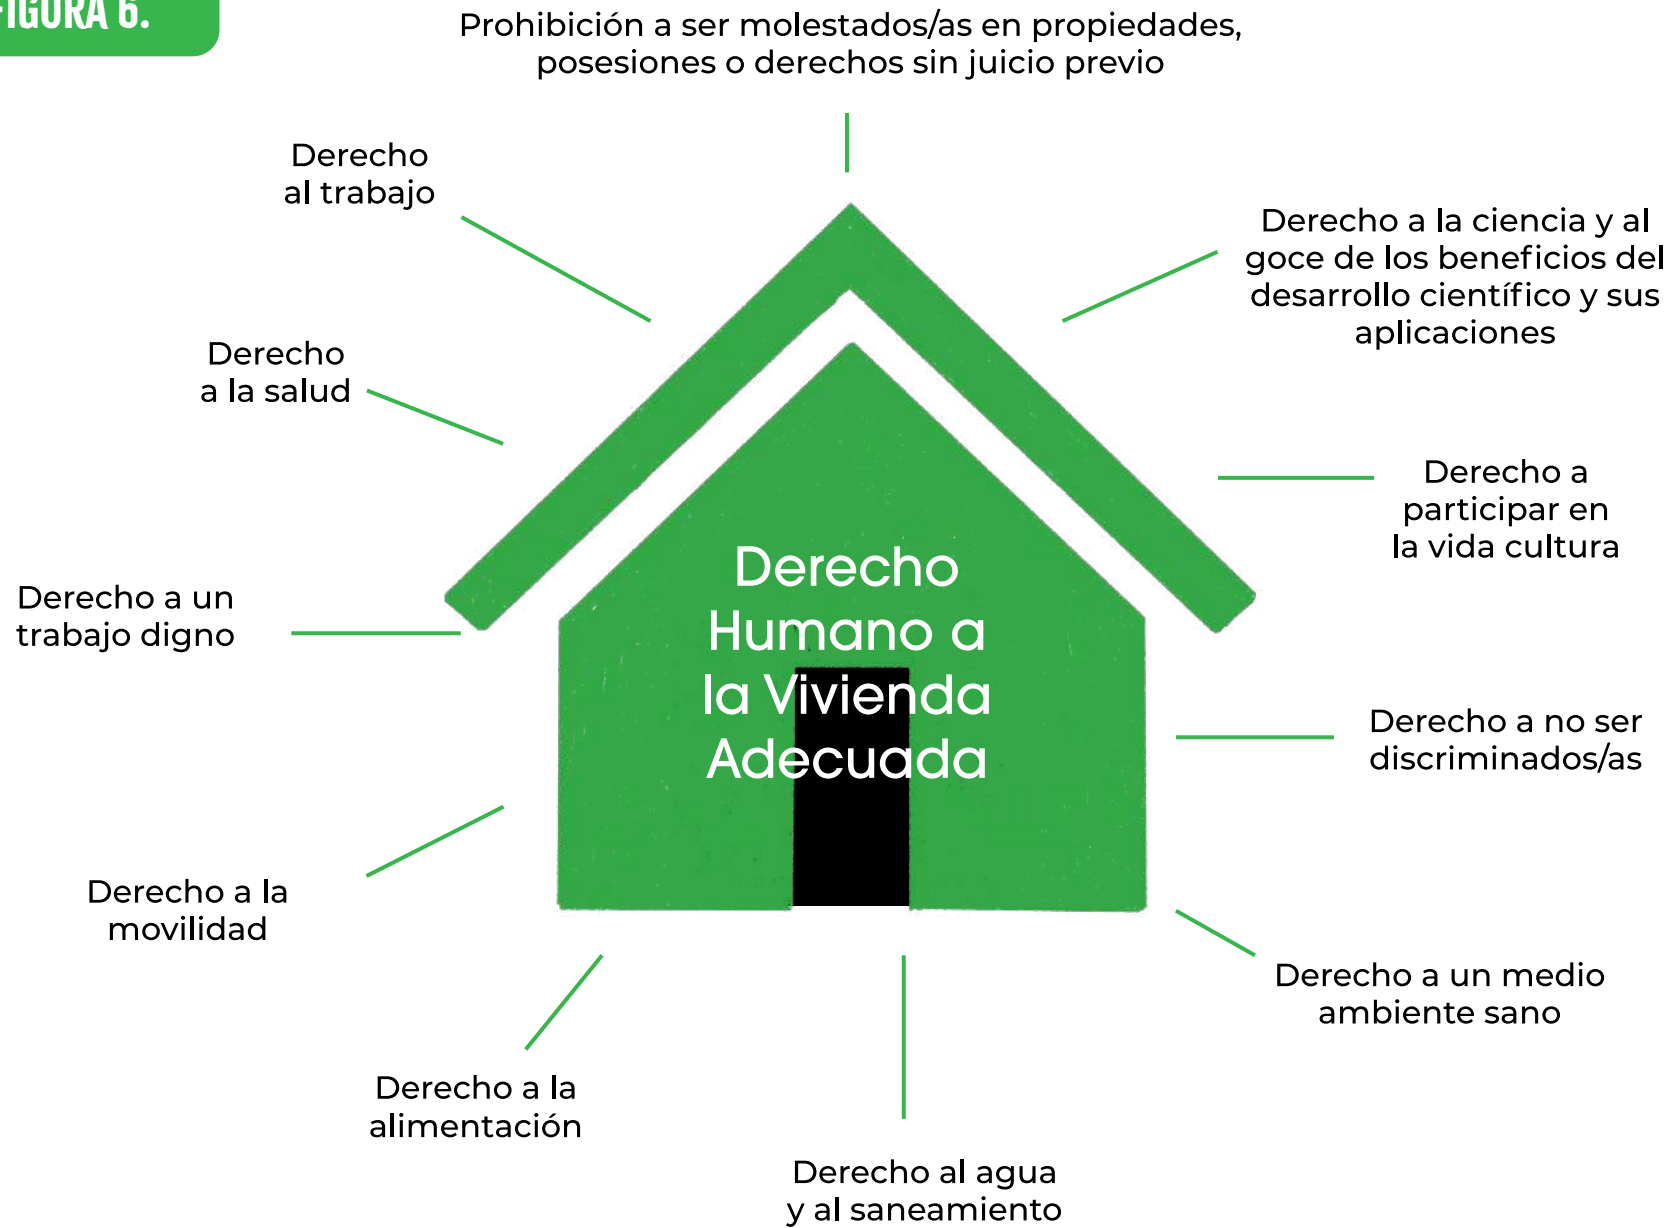 FIGURA 6.
Prohibición a ser molestados/as en propiedades,
posesiones o derechos sin juicio previo
Derecho
al trabajo
Derecho a la ciencia y al
goce de los beneficios del
desarrollo científico y sus
aplicaciones
Derecho
a la salud
Derecho a
participar en
la vida cultura
Derecho
Humano a
la Vivienda
Adecuada
Derecho a un
trabajo digno
Derecho a no ser
discriminados/as
Derecho a la
movilidad
Derecho a un medio
ambiente sano
Derecho a la
alimentación
Derecho al agua
y al saneamiento